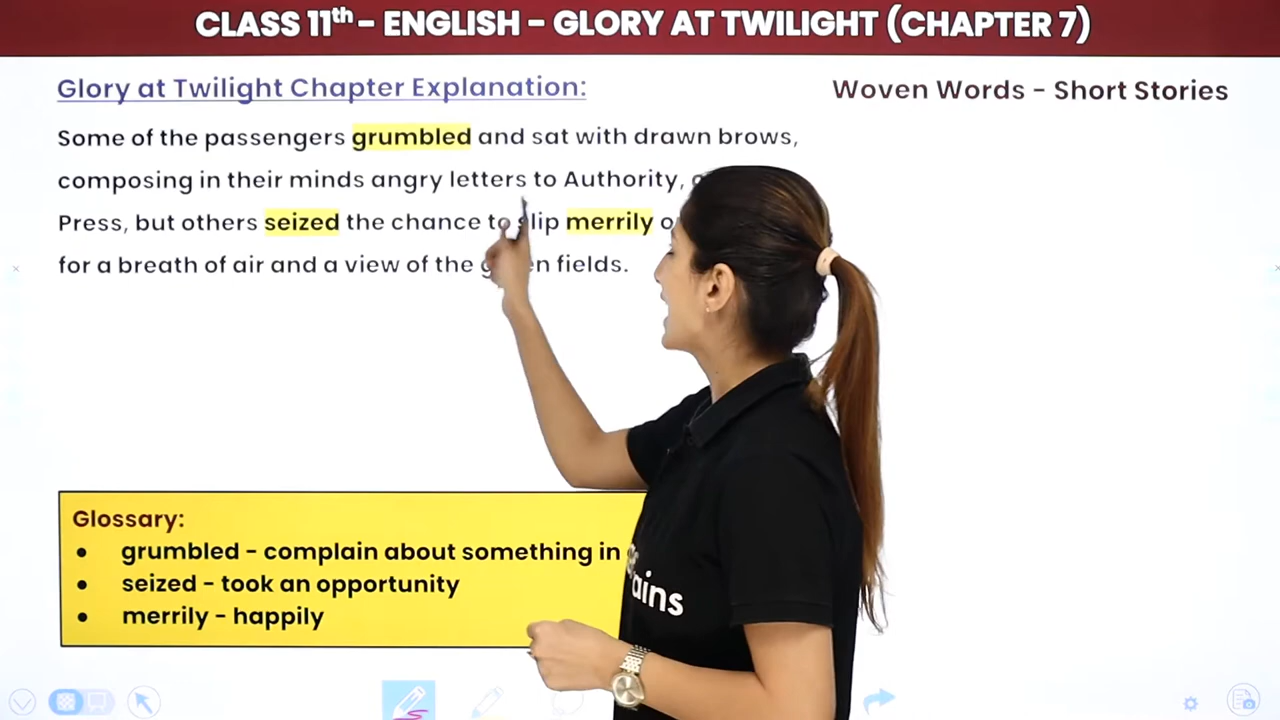 CLASS 11th - ENGLISH - GLORY AT TWILIGHT (CHAPTER 7)
Glory at Twilight Chapter Explanation:
Woven Words - Short Stories
Some of the passengers grumbled and sat with drawn brows,
composing in their minds angry letters to Authority,
Press, but others seized the chance to slip merrily
for a breath of air and a view of the green fields.
Glossary:
● grumbled - complain about something in
● seized - took an opportunity
● merrily - happily
ains